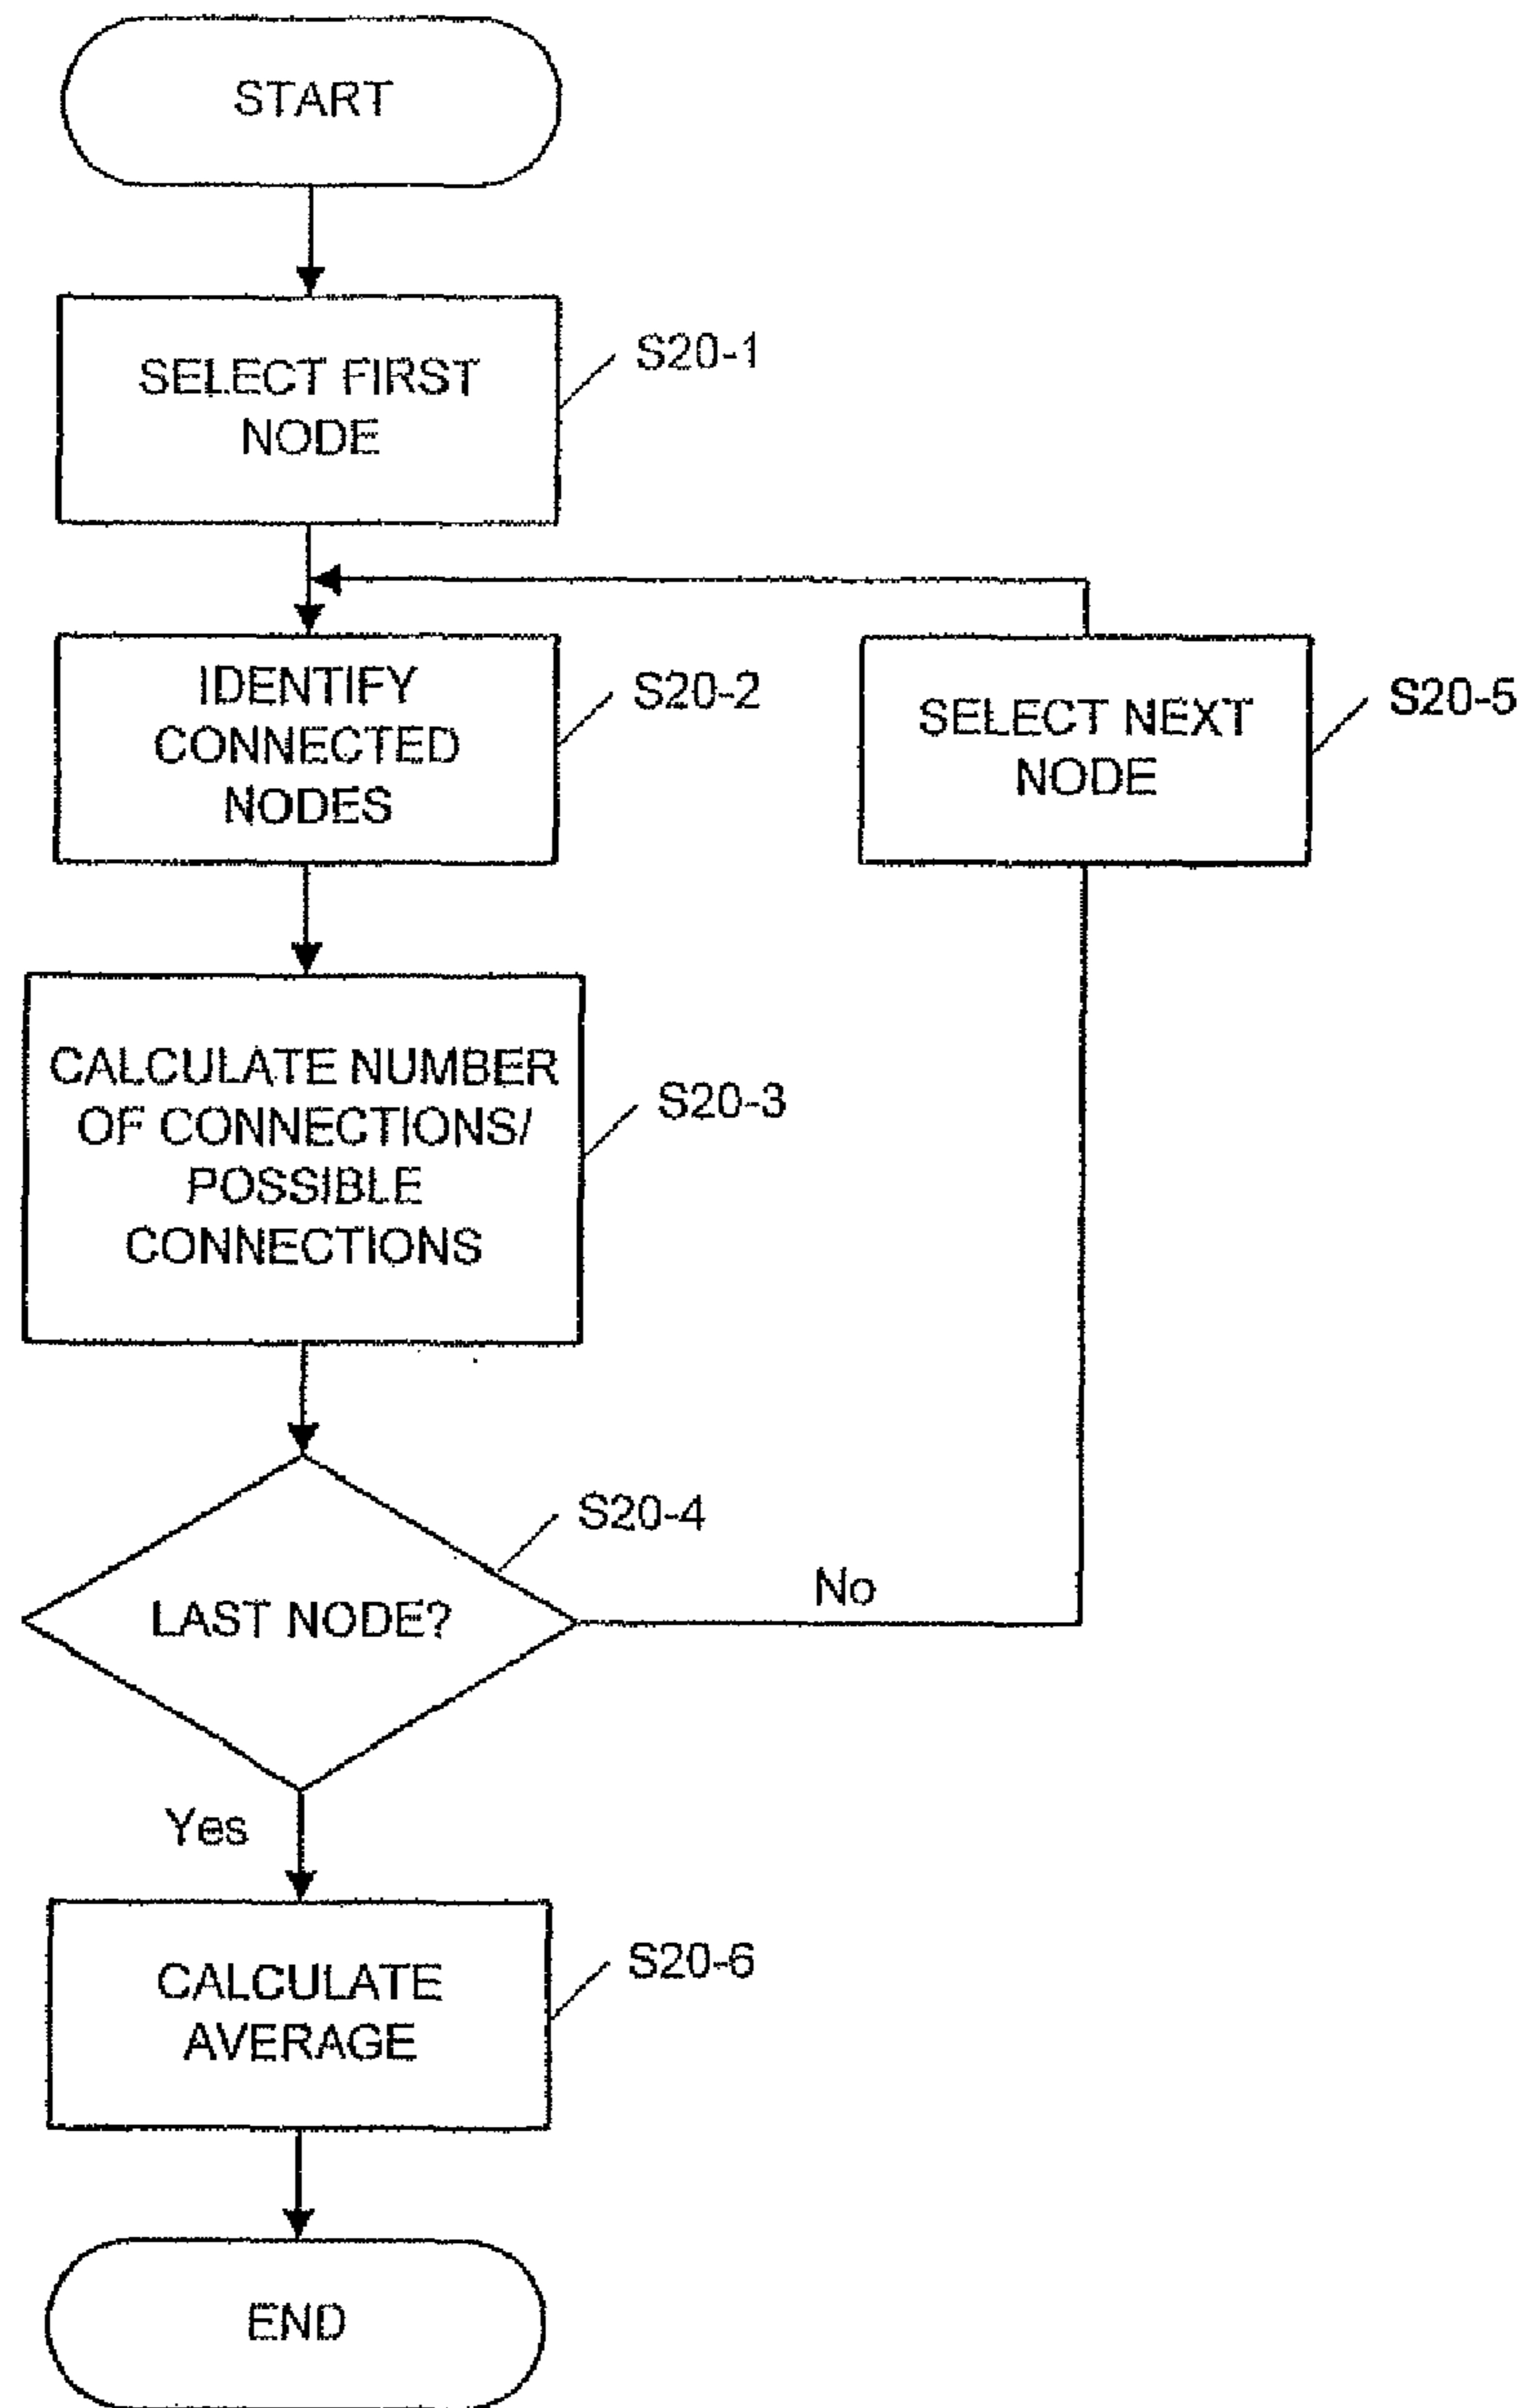 START
SELECT FIRST
NODE
S20-1
IDENTIFY
CONNECTED
NODES
S20-2
SELECT NEXT
NODE
S20-5
CALCULATE NUMBER
OF CONNECTIONS/
POSSIBLE
CONNECTIONS
S20-3
LAST NODE?
S20-4
No
Yes
CALCULATE
AVERAGE
S20-6
END